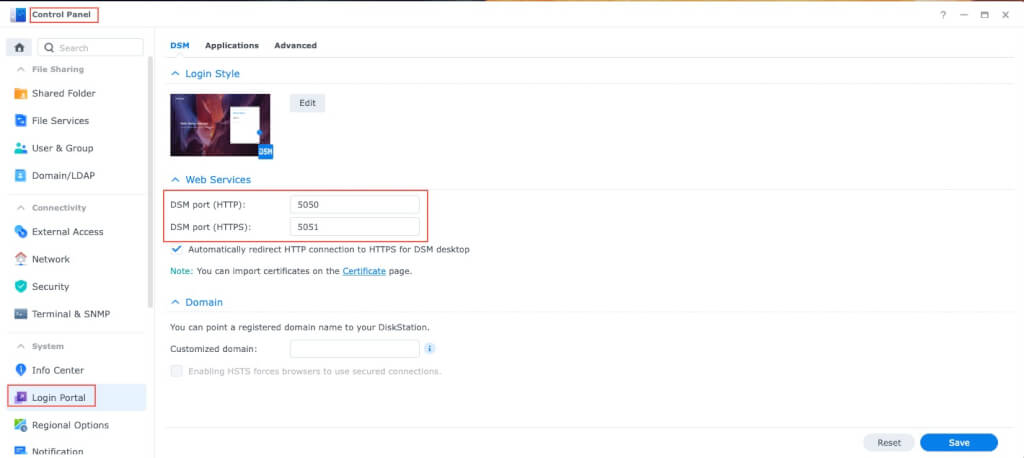 Control Panel
?
Search
File Sharing
Shared Folder
File Services
User & Group
Domain/LDAP
Connectivity
External Access
Network
Security
Terminal & SNMP
System
Info Center
Login Portal
Regional Options
Notification
DSM Applications Advanced
Login Style
DSM
Edit
Web Services
DSM port (HTTP): 5050
DSM port (HTTPS): 5051
Automatically redirect HTTP connection to HTTPS for DSM desktop
Note: You can import certificates on the Certificate page.
Domain
You can point a registered domain name to your DiskStation.
Customized domain:
Enabling HSTS forces browsers to use secured connections.
Reset Save